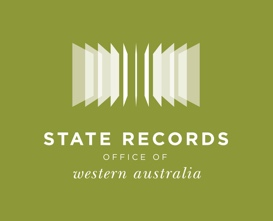 STATE RECORDS
OFFICE OF
western australia